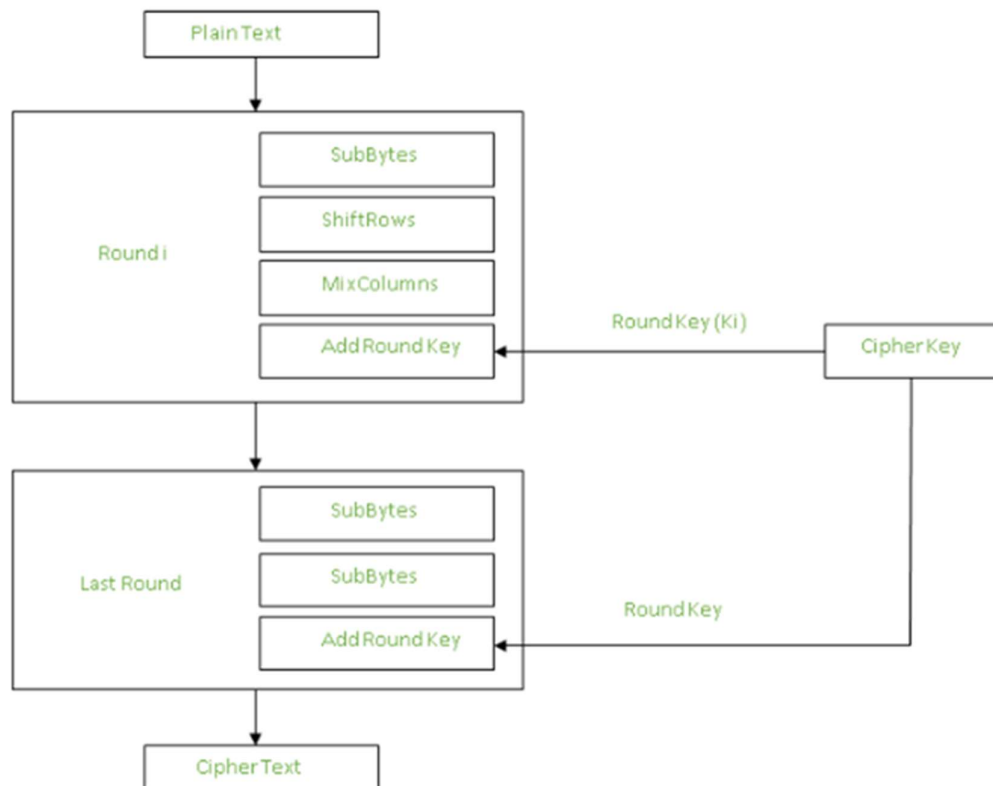 Plain Text
SubBytes
ShiftRows
Round i
MixColumns
Round Key (Ki)
Add Round Key
Cipher Key
SubBytes
Last Round
SubBytes
Round Key
Add Round Key
Cipher Text